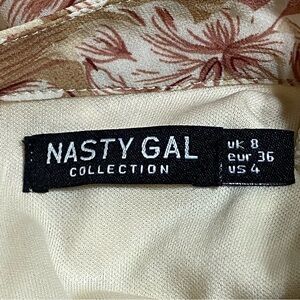 NASTY GAL
COLLECTION
UK 8
eur 36
US 4